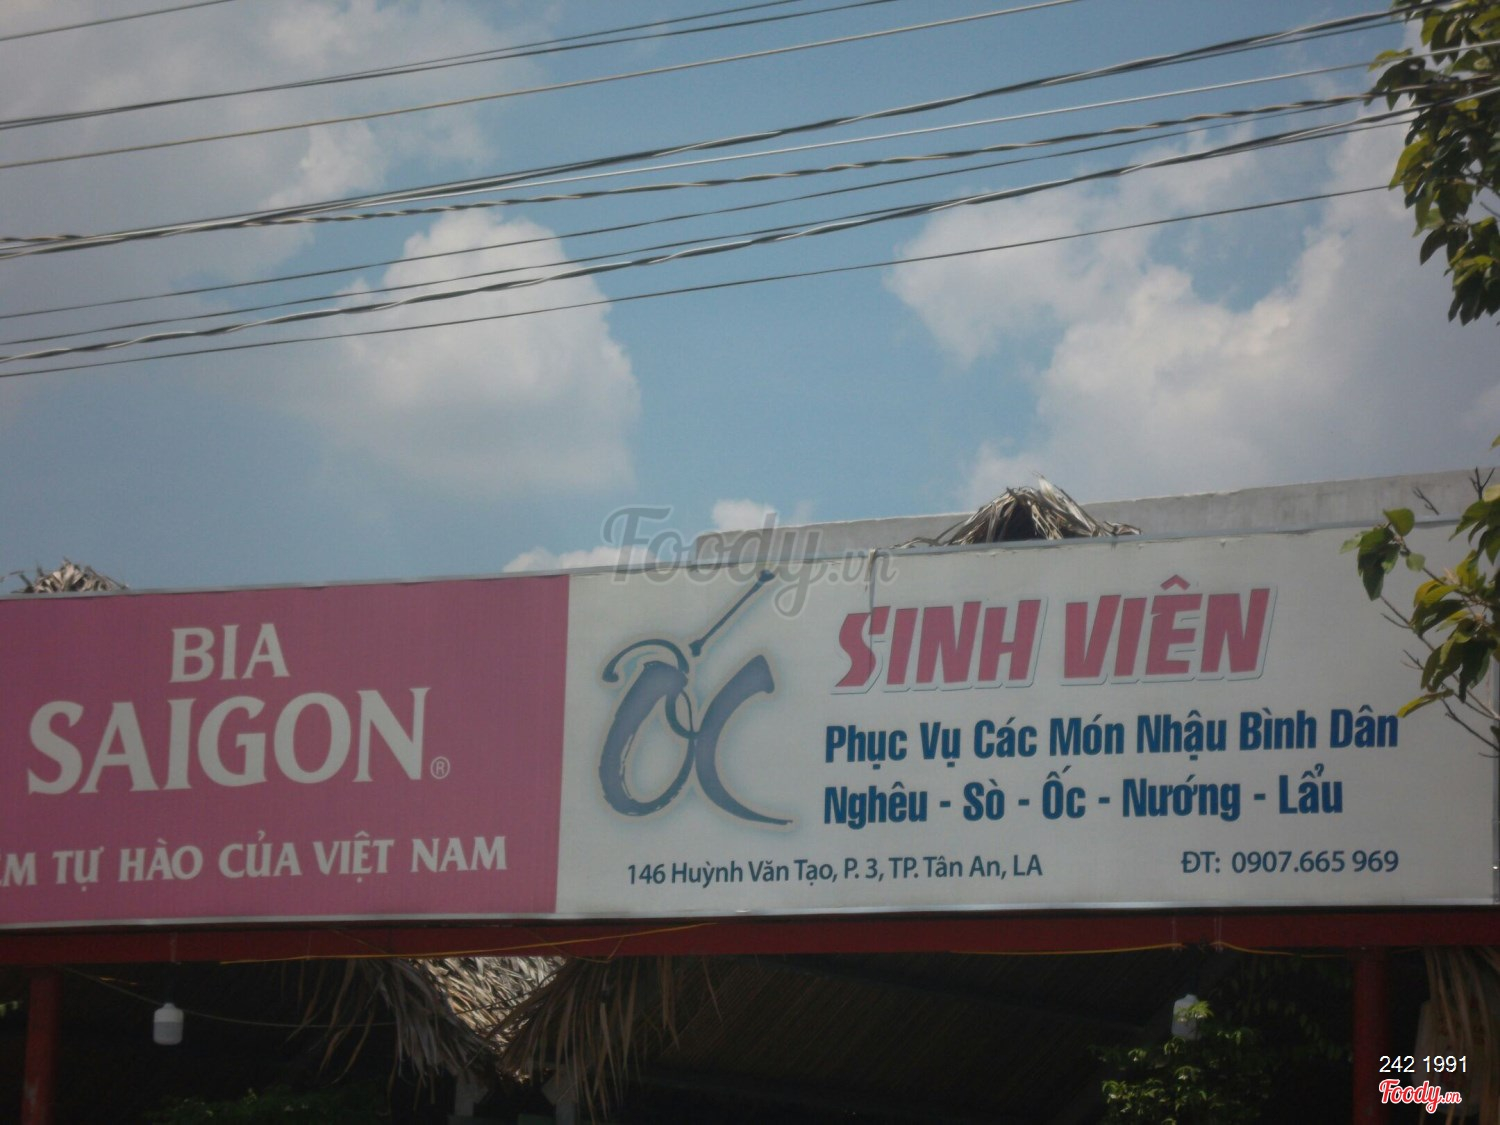 Foody.vn
BIA
SAIGON®
TỰ HÀO CỦA VIỆT NAM
ỐC
SINH VIÊN
Phục Vụ Các Món Nhậu Bình Dân
Nghêu - Sò - Ốc - Nướng - Lẩu
146 Huỳnh Văn Tạo, P. 3, TP. Tân An, LA
ĐT: 0907.665 969
242 1991
Foody.vn